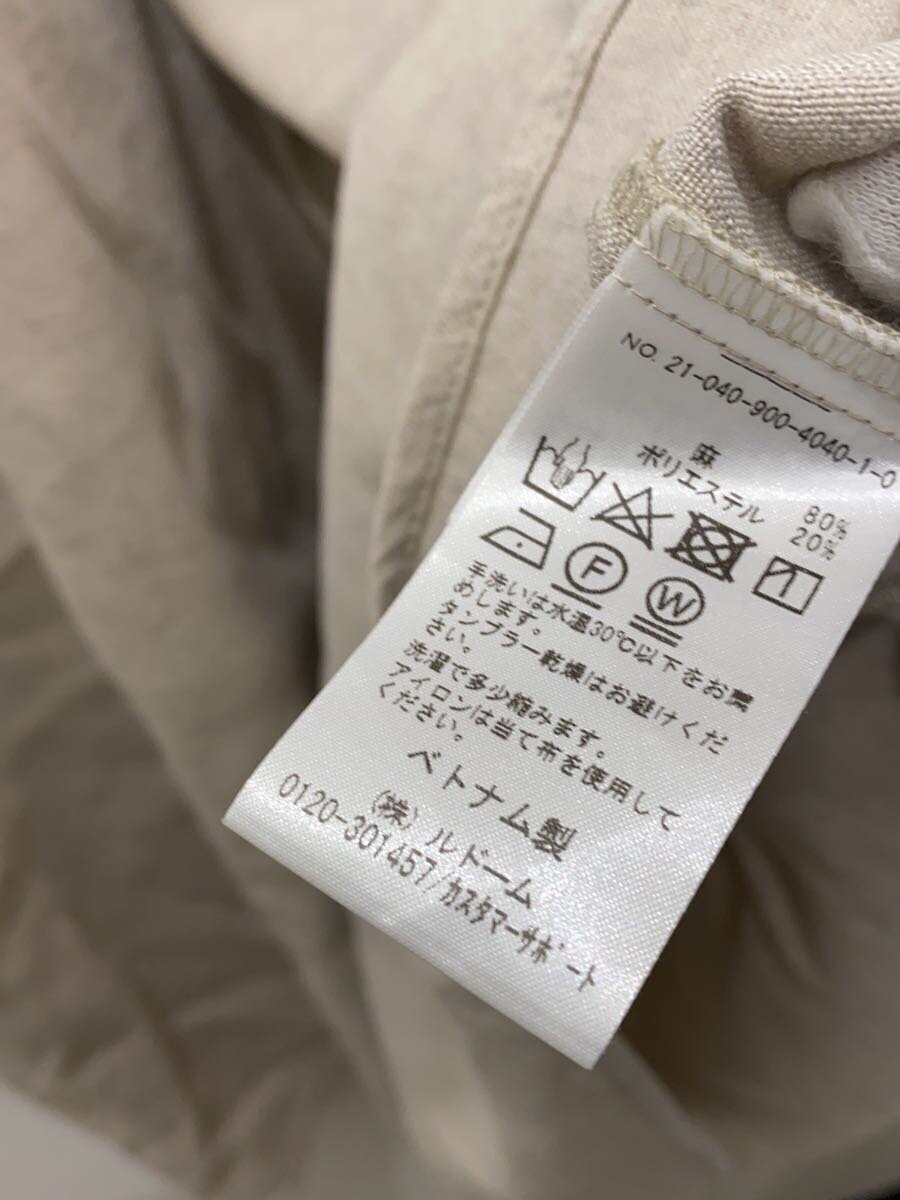 NO. 21-040-900-4040-1-0
麻 80%
ポリエステル 20%
F
W
手洗いは水温30℃以下をお薦
めします。
タンブラー乾燥はお避けくだ
さい。
洗濯で多少縮みます。
アイロンは当て布を使用して
ください。
ベトナム製
(株)ルドーム
0120-301457/カスタマーサポート